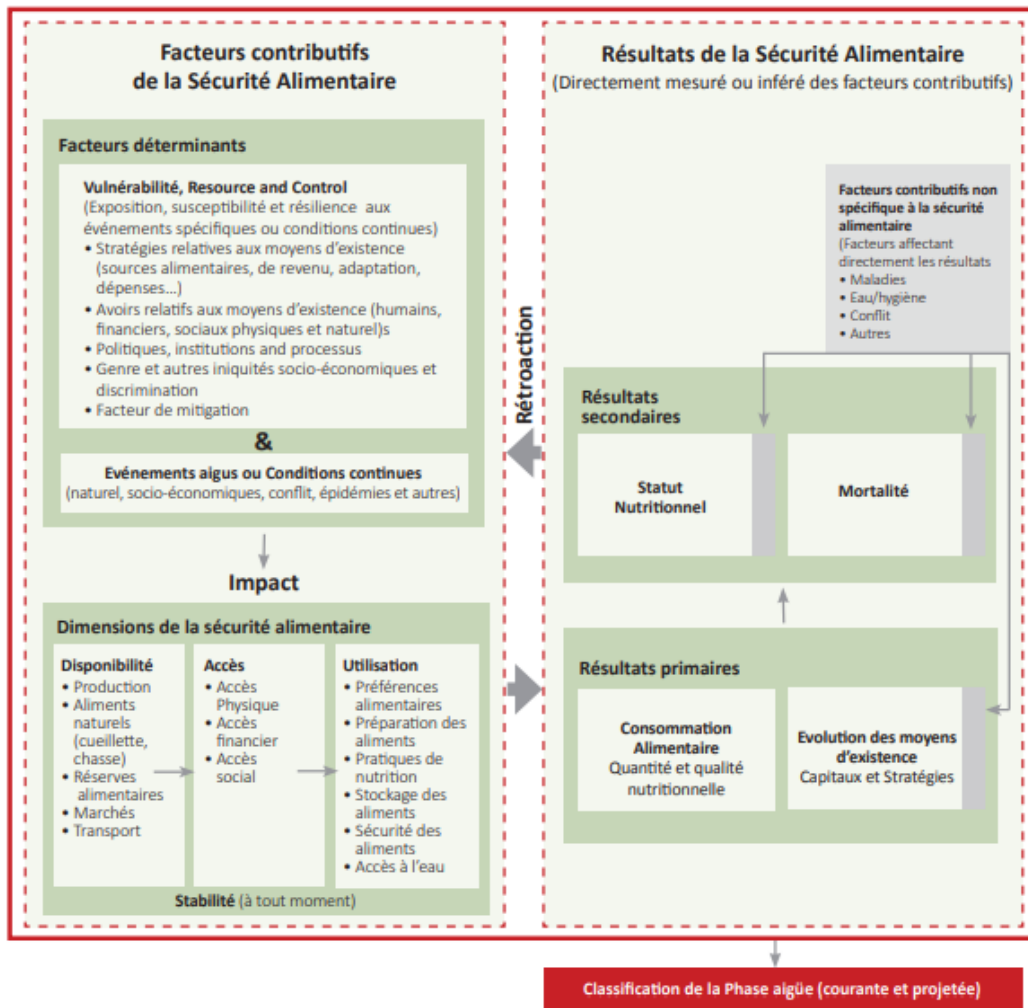 Facteurs contributifs
de la Sécurité Alimentaire
Facteurs déterminants
Vulnérabilité, Resource and Control
(Exposition, susceptibilité et résilience aux
événements spécifiques ou conditions continues)
• Stratégies relatives aux moyens d'existence
(sources alimentaires, de revenu, adaptation,
dépenses...)
• Avoirs relatifs aux moyens d'existence (humains,
financiers, sociaux physiques et naturel)s
• Politiques, institutions and processus
• Genre et autres iniquités socio-économiques et
discrimination
• Facteur de mitigation
&
Evénements aigus ou Conditions continues
(naturel, socio-économiques, conflit, épidémies et autres)
Impact
Dimensions de la sécurité alimentaire
Disponibilité
• Production
• Aliments
naturels
(cueillette,
chasse)
• Réserves
alimentaires
• Marchés
• Transport
Accès
• Accès
Physique
• Accès
financier
• Accès
social
Utilisation
• Préférences
alimentaires
• Préparation des
aliments
• Pratiques de
nutrition
• Stockage des
aliments
• Sécurité des
aliments
• Accès à l'eau
Stabilité (à tout moment)
Rétroaction
Résultats de la Sécurité Alimentaire
(Directement mesuré ou inféré des facteurs contributifs)
Facteurs contributifs non
spécifique à la sécurité
alimentaire
(Facteurs affectant
directement les résultats
• Maladies
• Eau/hygiène
• Conflit
• Autres
Résultats
secondaires
Statut
Nutritionnel
Mortalité
Résultats primaires
Consommation
Alimentaire
Quantité et qualité
nutritionnelle
Evolution des moyens
d'existence
Capitaux et Stratégies
Classification de la Phase aigüe (courante et projetée)